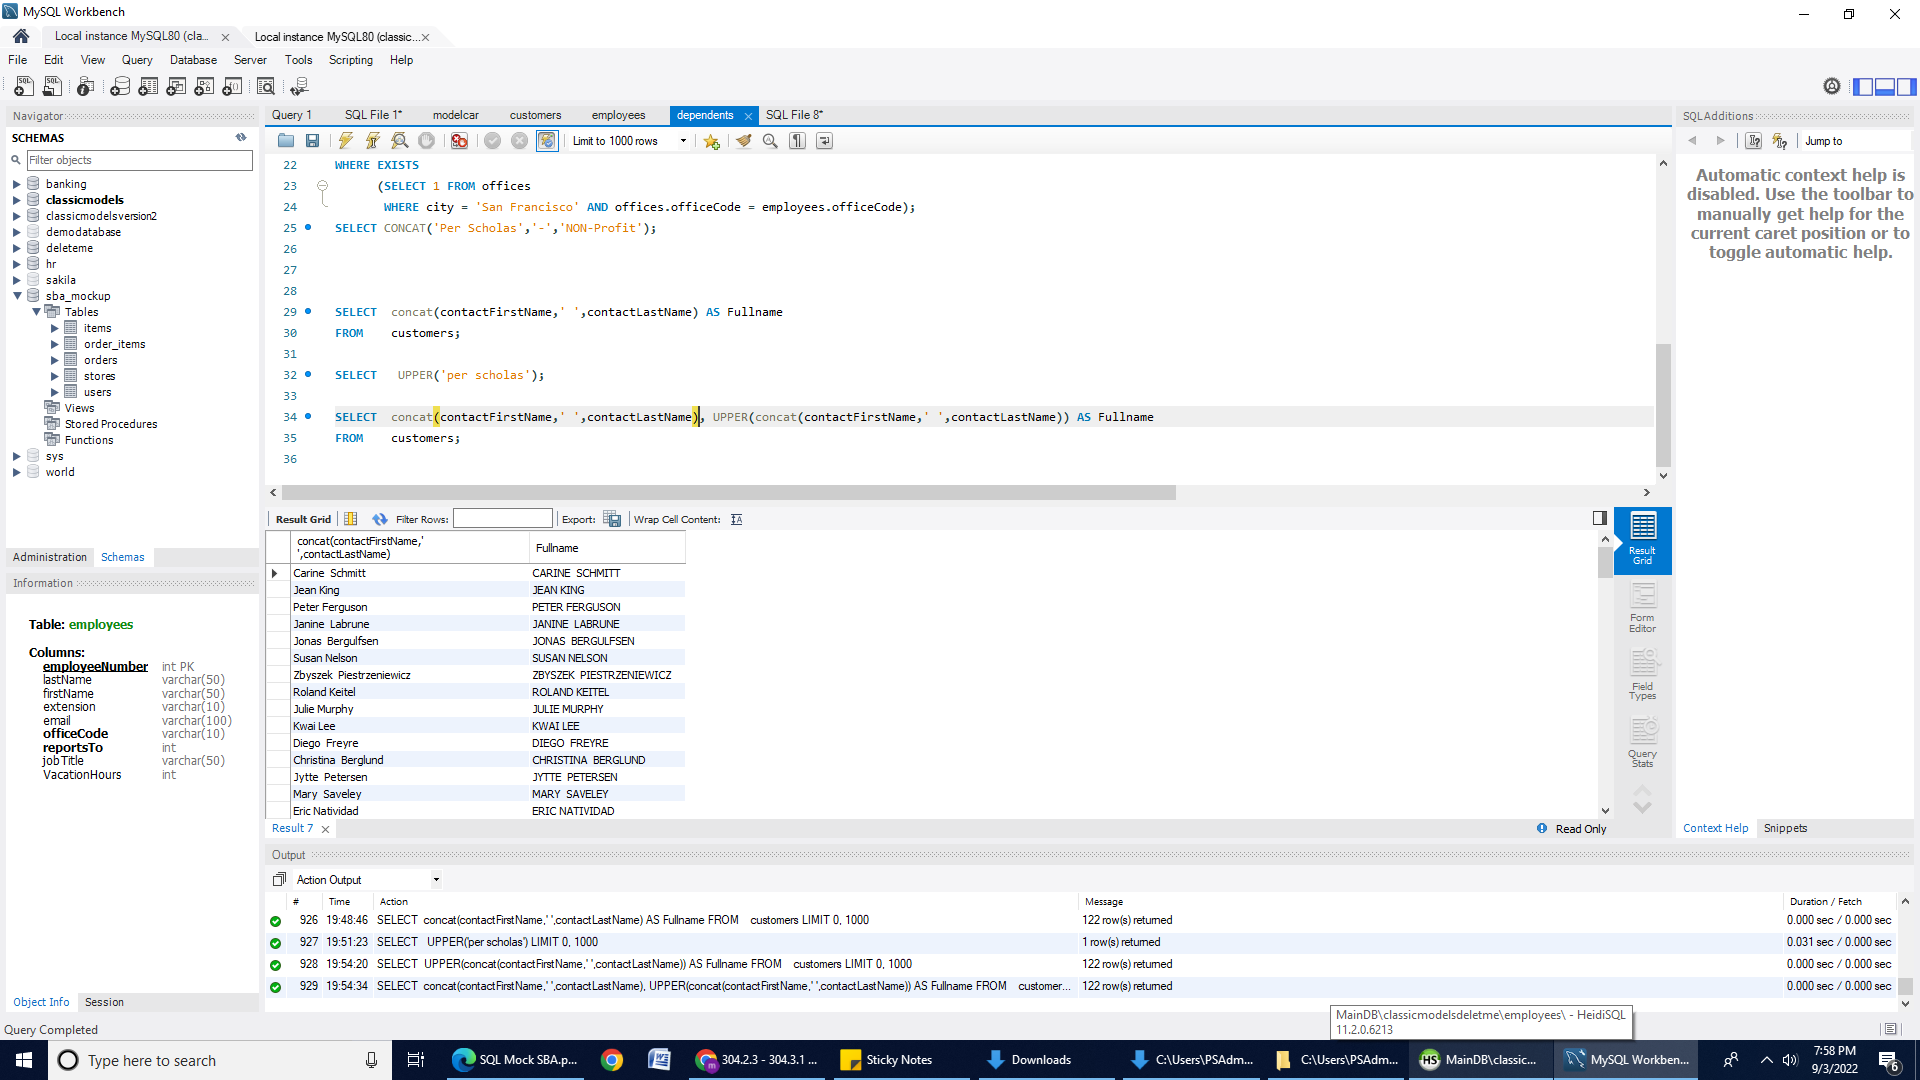 MySQL Workbench
Local instance MySQL80 (cla...
Local instance MySQL80 (classic...
File Edit View Query Database Server Tools Scripting Help
Navigator
SCHEMAS
Filter objects
banking
classicmodels
classicmodelsversion2
demodatabase
deleteme
hr
sakila
sba_mockup
Tables
items
order_items
orders
stores
users
Views
Stored Procedures
Functions
sys
world
Administration Schemas
Information
Table: employees
Columns:
employeeNumber int PK
lastName varchar(50)
firstName varchar(50)
extension varchar(10)
email varchar(100)
officeCode varchar(10)
reportsTo int
jobTitle varchar(50)
VacationHours int
Object Info Session
Query Completed
Query 1 SQL File 1* modelcar customers employees dependents SQL File 8*
Limit to 1000 rows
22 WHERE EXISTS
23 (SELECT 1 FROM offices
24 WHERE city = 'San Francisco' AND offices.officeCode = employees.officeCode);
25 SELECT CONCAT('Per Scholas','-','NON-Profit');
26
27
28
29 SELECT concat(contactFirstName,' ',contactLastName) AS Fullname
30 FROM customers;
31
32 SELECT UPPER('per scholas');
33
34 SELECT concat(contactFirstName,' ',contactLastName), UPPER(concat(contactFirstName,' ',contactLastName)) AS Fullname
35 FROM customers;
36
Result Grid Filter Rows: Export: Wrap Cell Content:
concat(contactFirstName,'
',contactLastName) Fullname
Carine Schmitt CARINE SCHMITT
Jean King JEAN KING
Peter Ferguson PETER FERGUSON
Janine Labrune JANINE LABRUNE
Jonas Bergulfsen JONAS BERGULFSEN
Susan Nelson SUSAN NELSON
Zbyszek Piestrzeniewicz ZBYSZEK PIESTRZENIEWICZ
Roland Keitel ROLAND KEITEL
Julie Murphy JULIE MURPHY
Kwai Lee KWAI LEE
Diego Freyre DIEGO FREYRE
Christina Berglund CHRISTINA BERGLUND
Jytte Petersen JYTTE PETERSEN
Mary Saveley MARY SAVELEY
Eric Natividad ERIC NATIVIDAD
Result Grid
Form Editor
Field Types
Query Stats
Result 7
Read Only
Output
Action Output
# Time Action Message Duration / Fetch
926 19:48:46 SELECT concat(contactFirstName,' ',contactLastName) AS Fullname FROM customers LIMIT 0, 1000 122 row(s) returned 0.000 sec / 0.000 sec
927 19:51:23 SELECT UPPER('per scholas') LIMIT 0, 1000 1 row(s) returned 0.031 sec / 0.000 sec
928 19:54:20 SELECT UPPER(concat(contactFirstName,' ',contactLastName)) AS Fullname FROM customers LIMIT 0, 1000 122 row(s) returned 0.000 sec / 0.000 sec
929 19:54:34 SELECT concat(contactFirstName,' ',contactLastName), UPPER(concat(contactFirstName,' ',contactLastName)) AS Fullname FROM customer... 122 row(s) returned 0.000 sec / 0.000 sec
SQLAdditions
Jump to
Automatic context help is
disabled. Use the toolbar to
manually get help for the
current caret position or to
toggle automatic help.
Context Help Snippets
MainDB\classicmodelsdeletme\employees\ - HeidiSQL
11.2.0.6213
Type here to search
SQL Mock SBA.p...
304.2.3 - 304.3.1 ...
Sticky Notes
Downloads
C:\Users\PSAdm...
C:\Users\PSAdm...
HS MainDB\classic...
MySQL Workben...
7:58 PM
9/3/2022
6